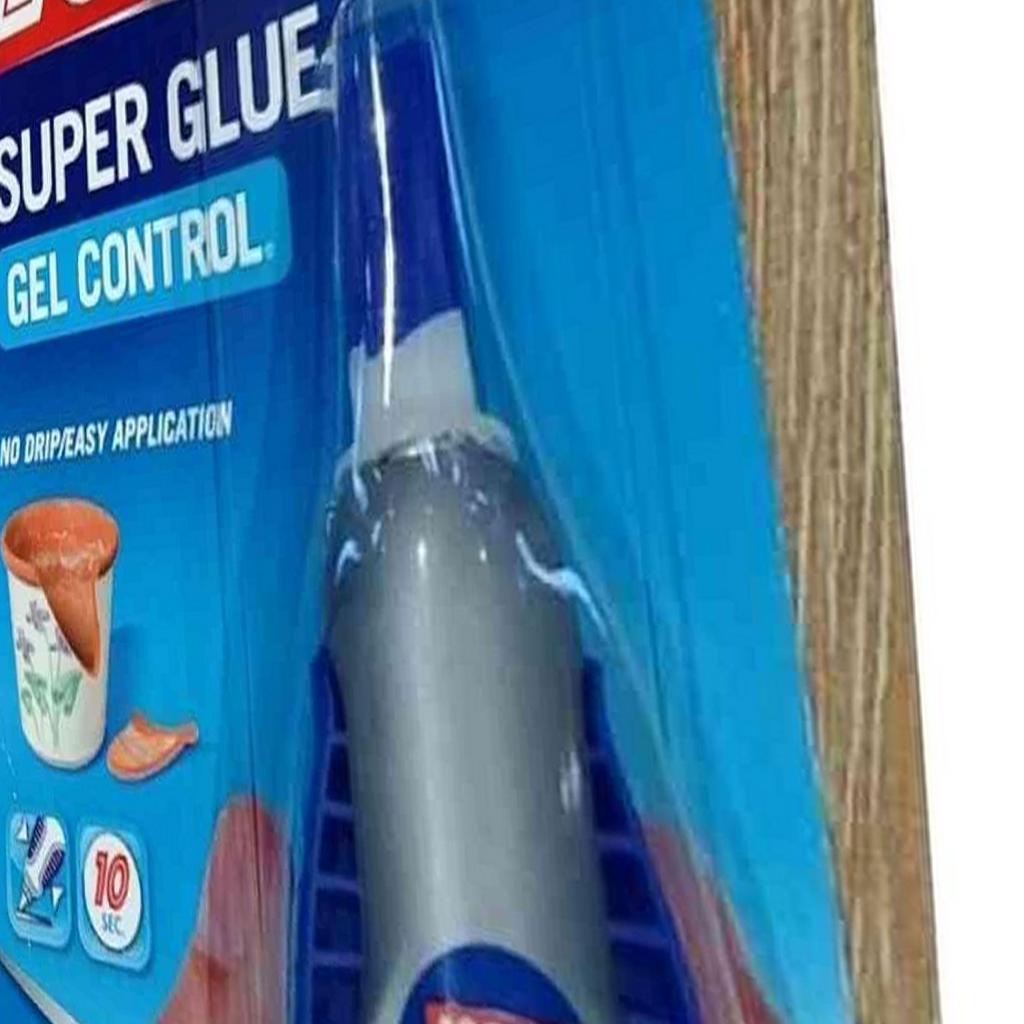 SUPER GLUE
GEL CONTROL
NO DRIP/EASY APPLICATION
10
SEC.